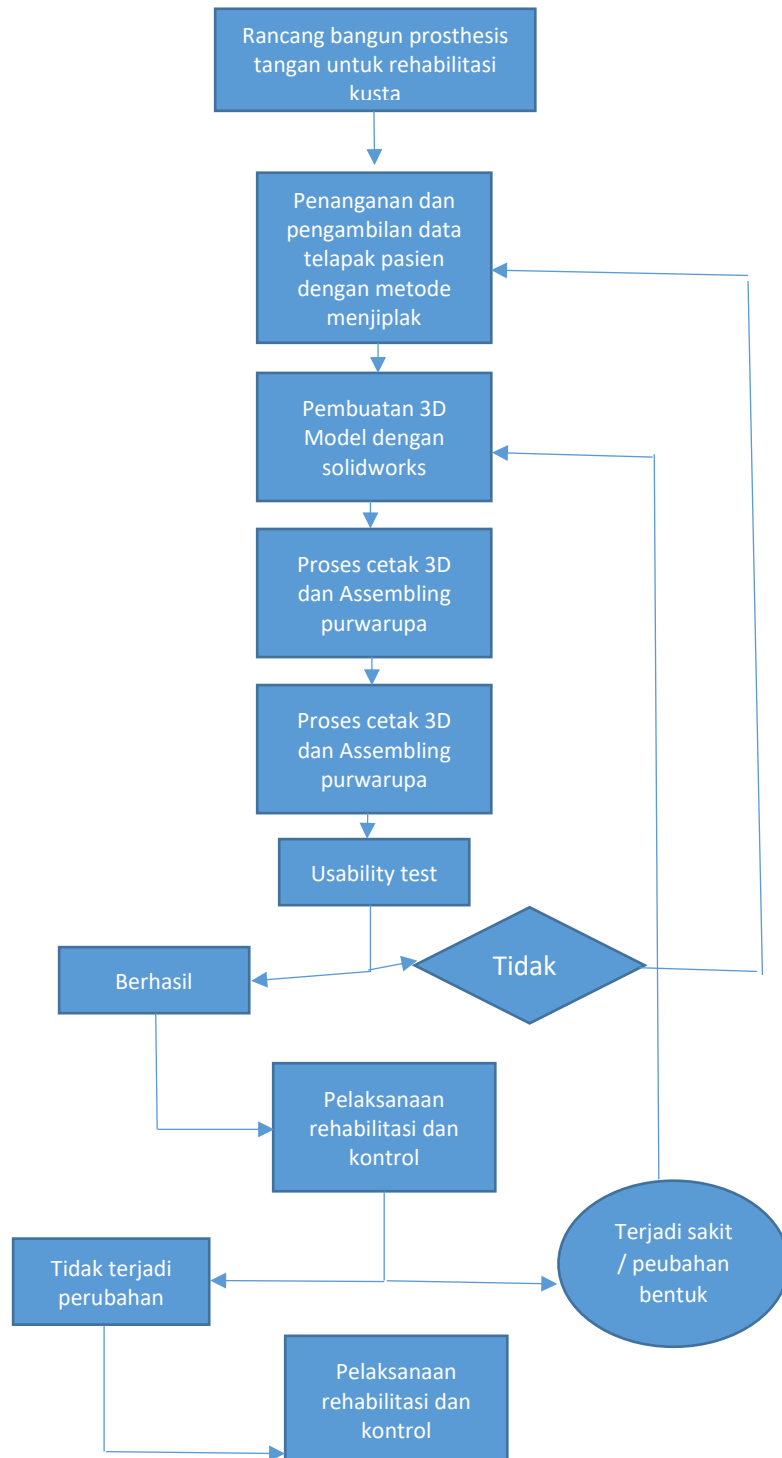 Rancang bangun prosthesis
tangan untuk rehabilitasi
kusta
Penanganan dan
pengambilan data
telapak pasien
dengan metode
menjiplak
Pembuatan 3D
Model dengan
solidworks
Proses cetak 3D
dan Assembling
purwarupa
Proses cetak 3D
dan Assembling
purwarupa
Usability test
Berhasil
Tidak
Pelaksanaan
rehabilitasi dan
kontrol
Terjadi sakit
/ peubahan
bentuk
Tidak terjadi
perubahan
Pelaksanaan
rehabilitasi dan
kontrol